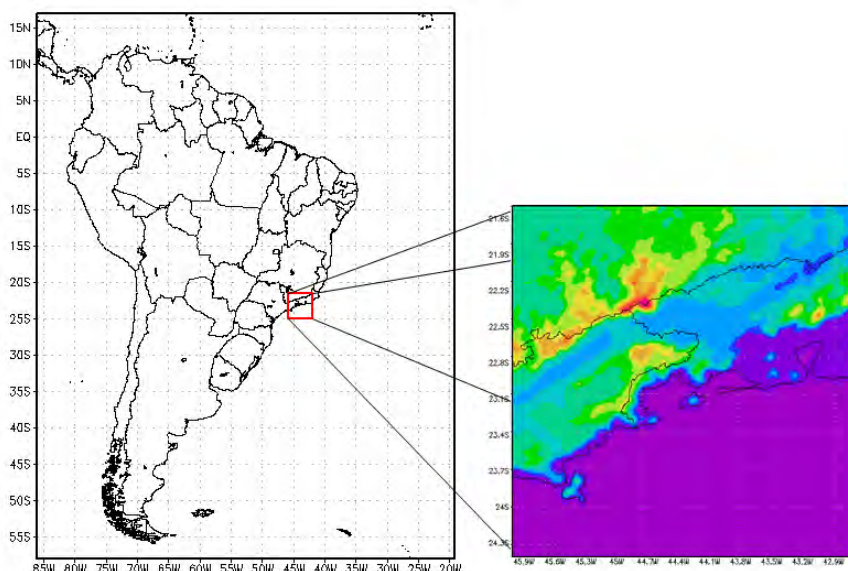 15N
10N
5N
EQ
5S
10S
15S
20S
25S
30S
35S
40S
45S
50S
55S
85W 80W 75W 70W 65W 60W 55W 50W 45W 40W 35W 30W 25W 20W
21.6S
21.9S
22.2S
22.5S
22.8S
23.1S
23.4S
23.7S
24S
24.3S
45.9W 45.6W 45.3W 45W 44.7W 44.4W 44.1W 43.8W 43.5W 43.2W 42.9W